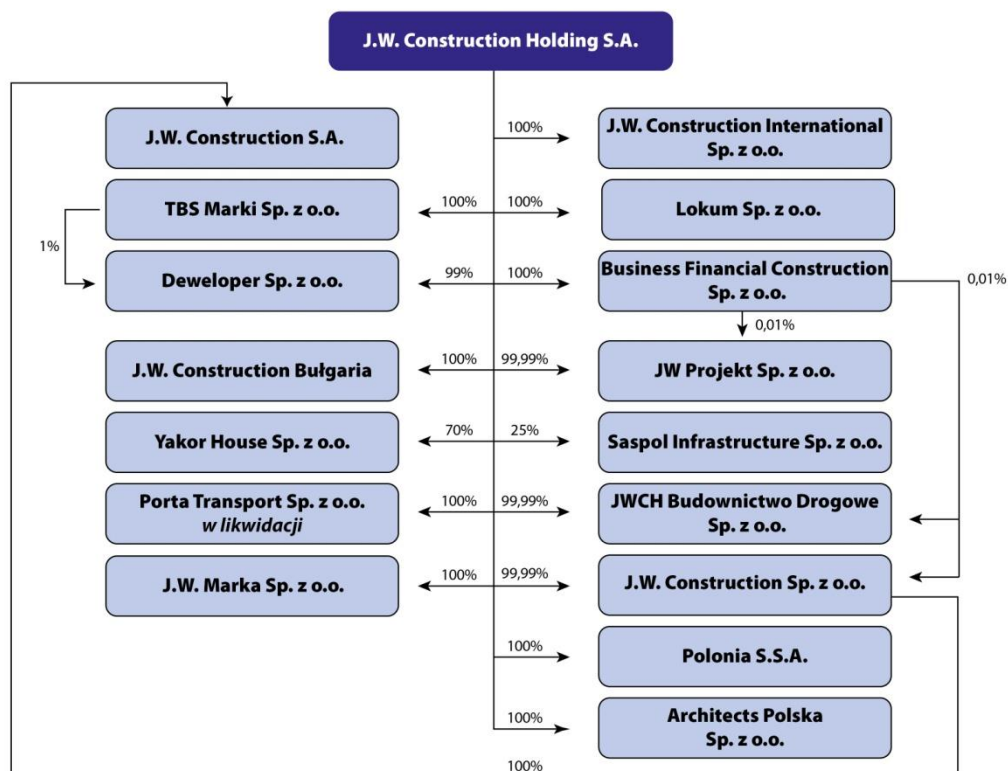 J.W. Construction Holding S.A.
J.W. Construction S.A.
100%
J.W. Construction International
Sp. z o.o.
TBS Marki Sp. z o.o.
100%
100%
Lokum Sp. z o.o.
1%
Deweloper Sp. z o.o.
99%
100%
Business Financial Construction
Sp. z o.o.
0,01%
0,01%
J.W. Construction Bułgaria
100%
99,99%
JW Projekt Sp. z o.o.
Yakor House Sp. z o.o.
70%
25%
Saspol Infrastructure Sp. z o.o.
Porta Transport Sp. z o.o.
w likwidacji
100%
99,99%
JWCH Budownictwo Drogowe
Sp. z o.o.
J.W. Marka Sp. z o.o.
100%
99,99%
J.W. Construction Sp. z o.o.
100%
Polonia S.S.A.
100%
Architects Polska
Sp. z o.o.
100%